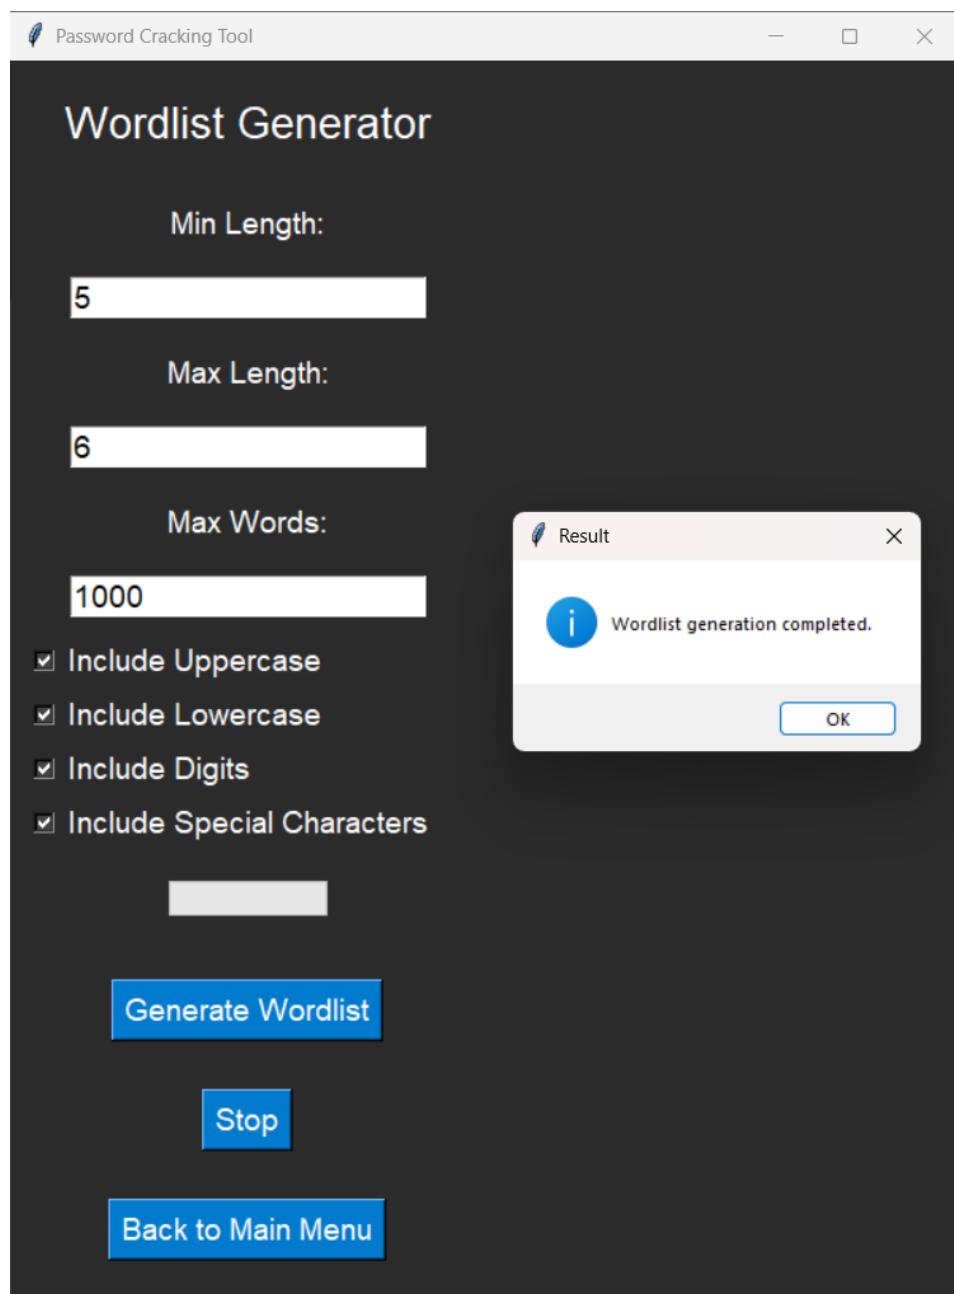 Password Cracking Tool
Wordlist Generator
Min Length:
5
Max Length:
6
Max Words:
1000
Include Uppercase
Include Lowercase
Include Digits
Include Special Characters
Generate Wordlist
Stop
Back to Main Menu
Result
Wordlist generation completed.
OK